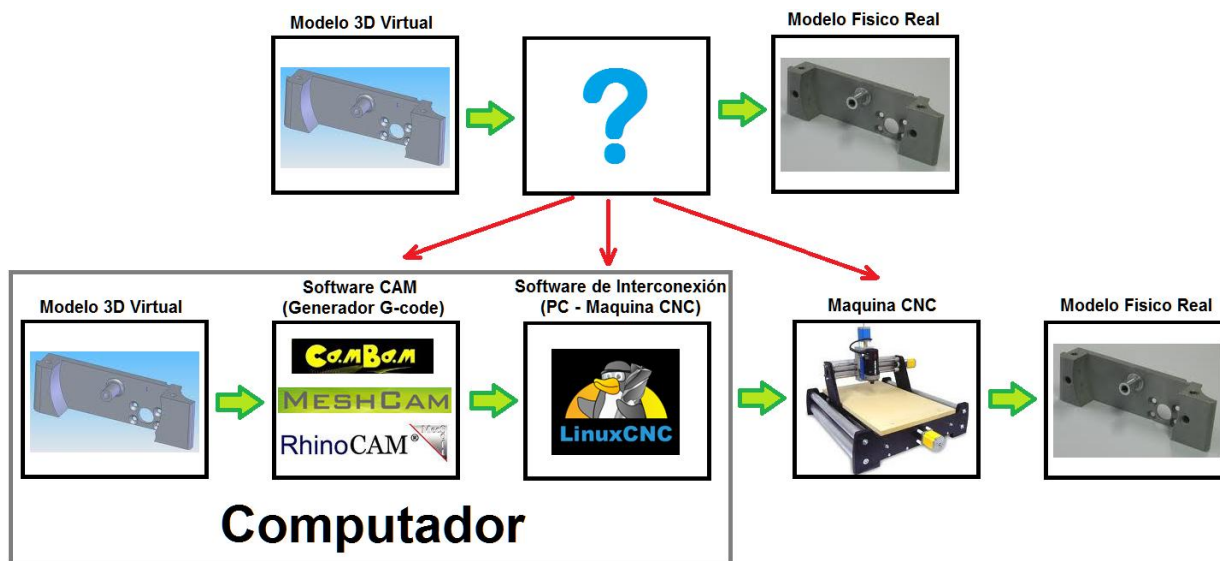 Modelo 3D Virtual
Modelo Fisico Real
?
Modelo 3D Virtual
Software CAM
(Generador G-code)
Software de Interconexión
(PC - Maquina CNC)
Maquina CNC
Modelo Fisico Real
CamBam
MESHCAM
RhinoCAM®
LinuxCNC
Computador